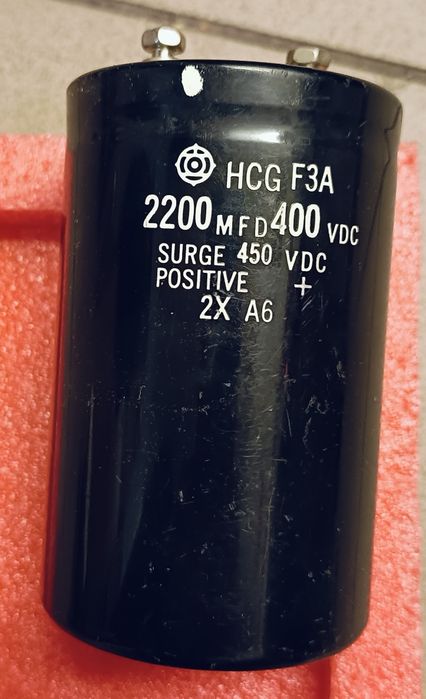 HCG F3A
2200 MFD 400 VDC
SURGE 450 VDC
POSITIVE +
2X A6